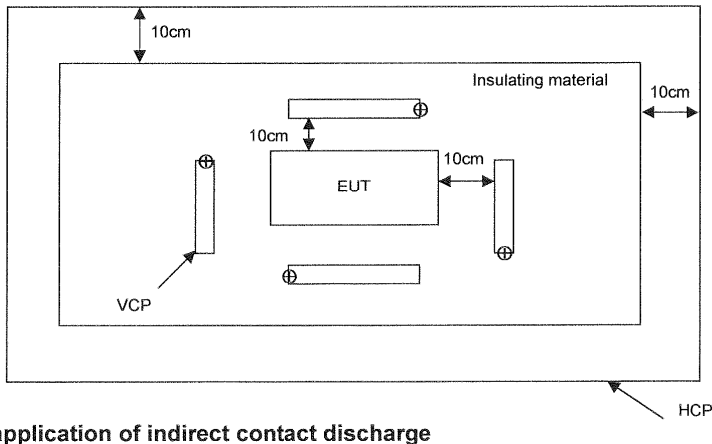 10cm
Insulating material
10cm
10cm
10cm
EUT
VCP
HCP
application of indirect contact discharge